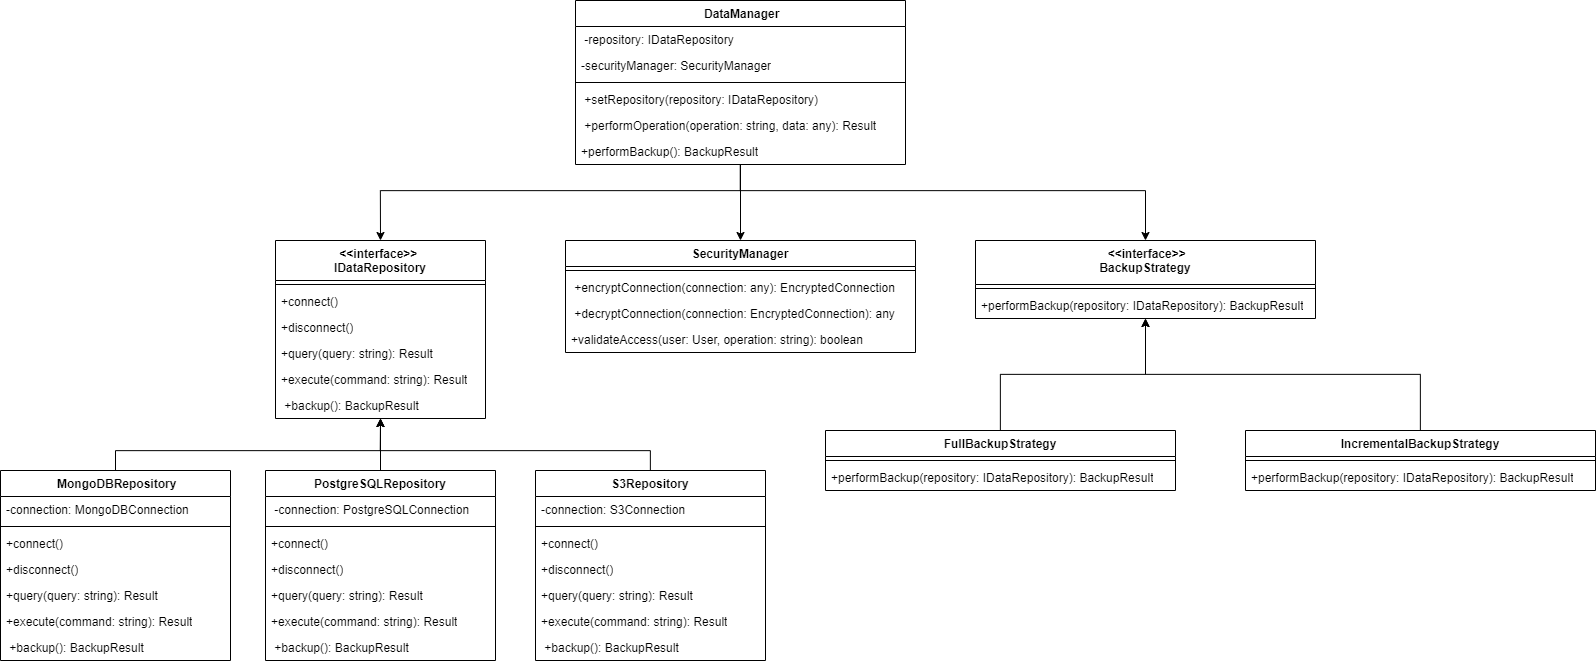 DataManager
-repository: IDataRepository
-securityManager: SecurityManager
+setRepository(repository: IDataRepository)
+performOperation(operation: string, data: any): Result
+performBackup(): BackupResult
<<interface>>
IDataRepository
+connect()
+disconnect()
+query(query: string): Result
+execute(command: string): Result
+backup(): BackupResult
SecurityManager
+encryptConnection(connection: any): EncryptedConnection
+decryptConnection(connection: EncryptedConnection): any
+validateAccess(user: User, operation: string): boolean
<<interface>>
BackupStrategy
+performBackup(repository: IDataRepository): BackupResult
FullBackupStrategy
+performBackup(repository: IDataRepository): BackupResult
IncrementalBackupStrategy
+performBackup(repository: IDataRepository): BackupResult
MongoDBRepository
-connection: MongoDBConnection
+connect()
+disconnect()
+query(query: string): Result
+execute(command: string): Result
+backup(): BackupResult
PostgreSQLRepository
-connection: PostgreSQLConnection
+connect()
+disconnect()
+query(query: string): Result
+execute(command: string): Result
+backup(): BackupResult
S3Repository
-connection: S3Connection
+connect()
+disconnect()
+query(query: string): Result
+execute(command: string): Result
+backup(): BackupResult